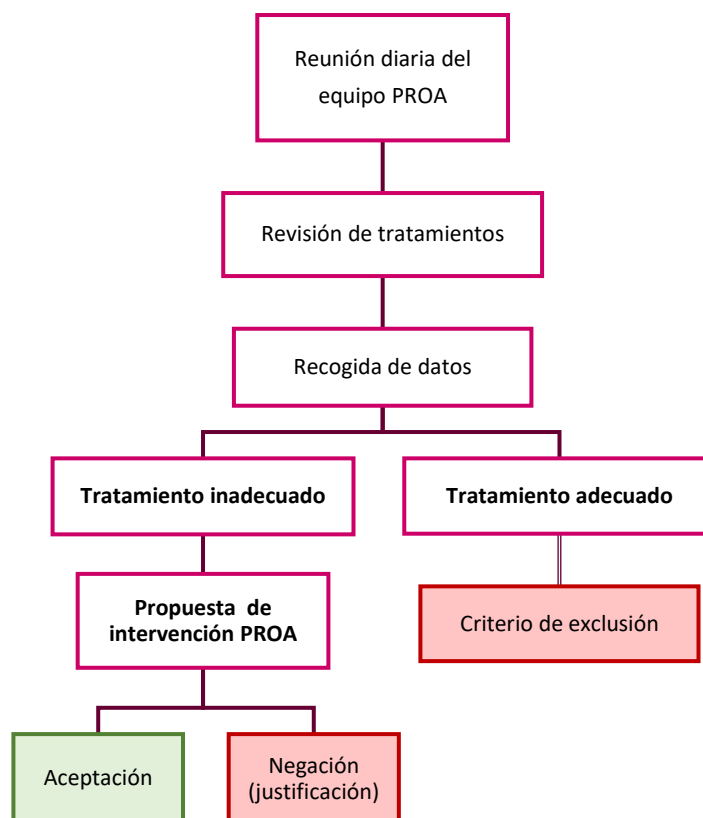 Reunión diaria del
equipo PROA
Revisión de tratamientos
Recogida de datos
Tratamiento inadecuado
Tratamiento adecuado
Propuesta de
intervención PROA
Criterio de exclusión
Aceptación
Negación
(justificación)